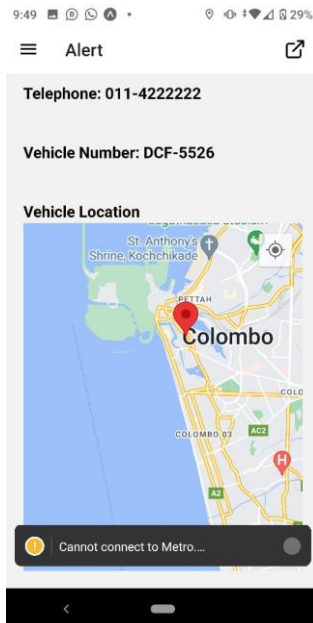 9:49
29%
Alert
Telephone: 011-4222222
Vehicle Number: DCF-5526
Vehicle Location
St. Anthony's
Shrine, Kochchikade
PETTAH
Colombo
COLO
COLOMBO 03
AC2
H
A2
Cannot connect to Metro....